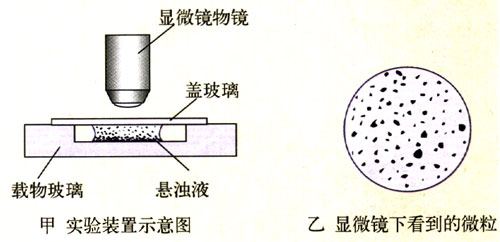 显微镜物镜
盖玻璃
载物玻璃
悬浊液
甲 实验装置示意图
乙 显微镜下看到的微粒